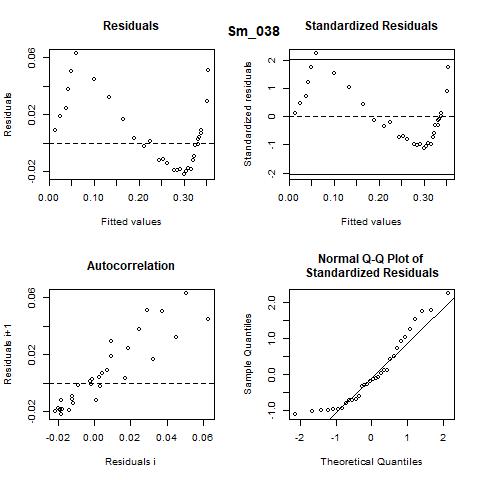 Sm_038
Residuals
Residuals
0.06
0.02
-0.02
0.00 0.10 0.20 0.30
Fitted values
Standardized Residuals
Standardized residuals
2
1
0
-1
-2
0.00 0.10 0.20 0.30
Fitted values
Autocorrelation
Residuals i+1
0.06
0.02
-0.02
-0.02 0.00 0.02 0.04 0.06
Residuals i
Normal Q-Q Plot of
Standardized Residuals
Sample Quantiles
2.0
1.0
0.0
-1.0
-2 -1 0 1 2
Theoretical Quantiles